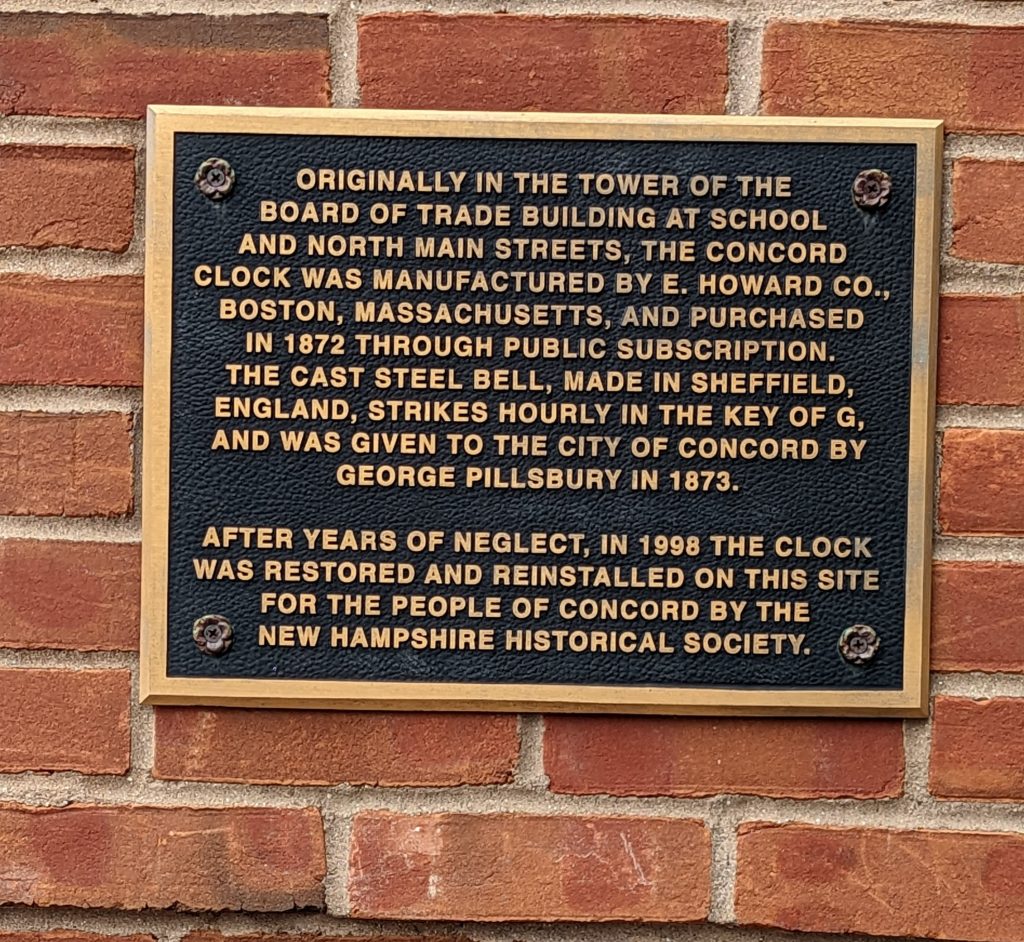 ORIGINALLY IN THE TOWER OF THE
BOARD OF TRADE BUILDING AT SCHOOL
AND NORTH MAIN STREETS, THE CONCORD
CLOCK WAS MANUFACTURED BY E. HOWARD CO.,
BOSTON, MASSACHUSETTS, AND PURCHASED
IN 1872 THROUGH PUBLIC SUBSCRIPTION.
THE CAST STEEL BELL, MADE IN SHEFFIELD,
ENGLAND, STRIKES HOURLY IN THE KEY OF G,
AND WAS GIVEN TO THE CITY OF CONCORD BY
GEORGE PILLSBURY IN 1873.
AFTER YEARS OF NEGLECT, IN 1998 THE CLOCK
WAS RESTORED AND REINSTALLED ON THIS SITE
FOR THE PEOPLE OF CONCORD BY THE
NEW HAMPSHIRE HISTORICAL SOCIETY.